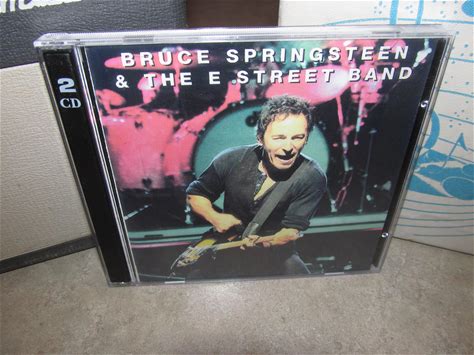 BRUCE SPRINGSTEEN
& THE E STREET BAND
2
CD